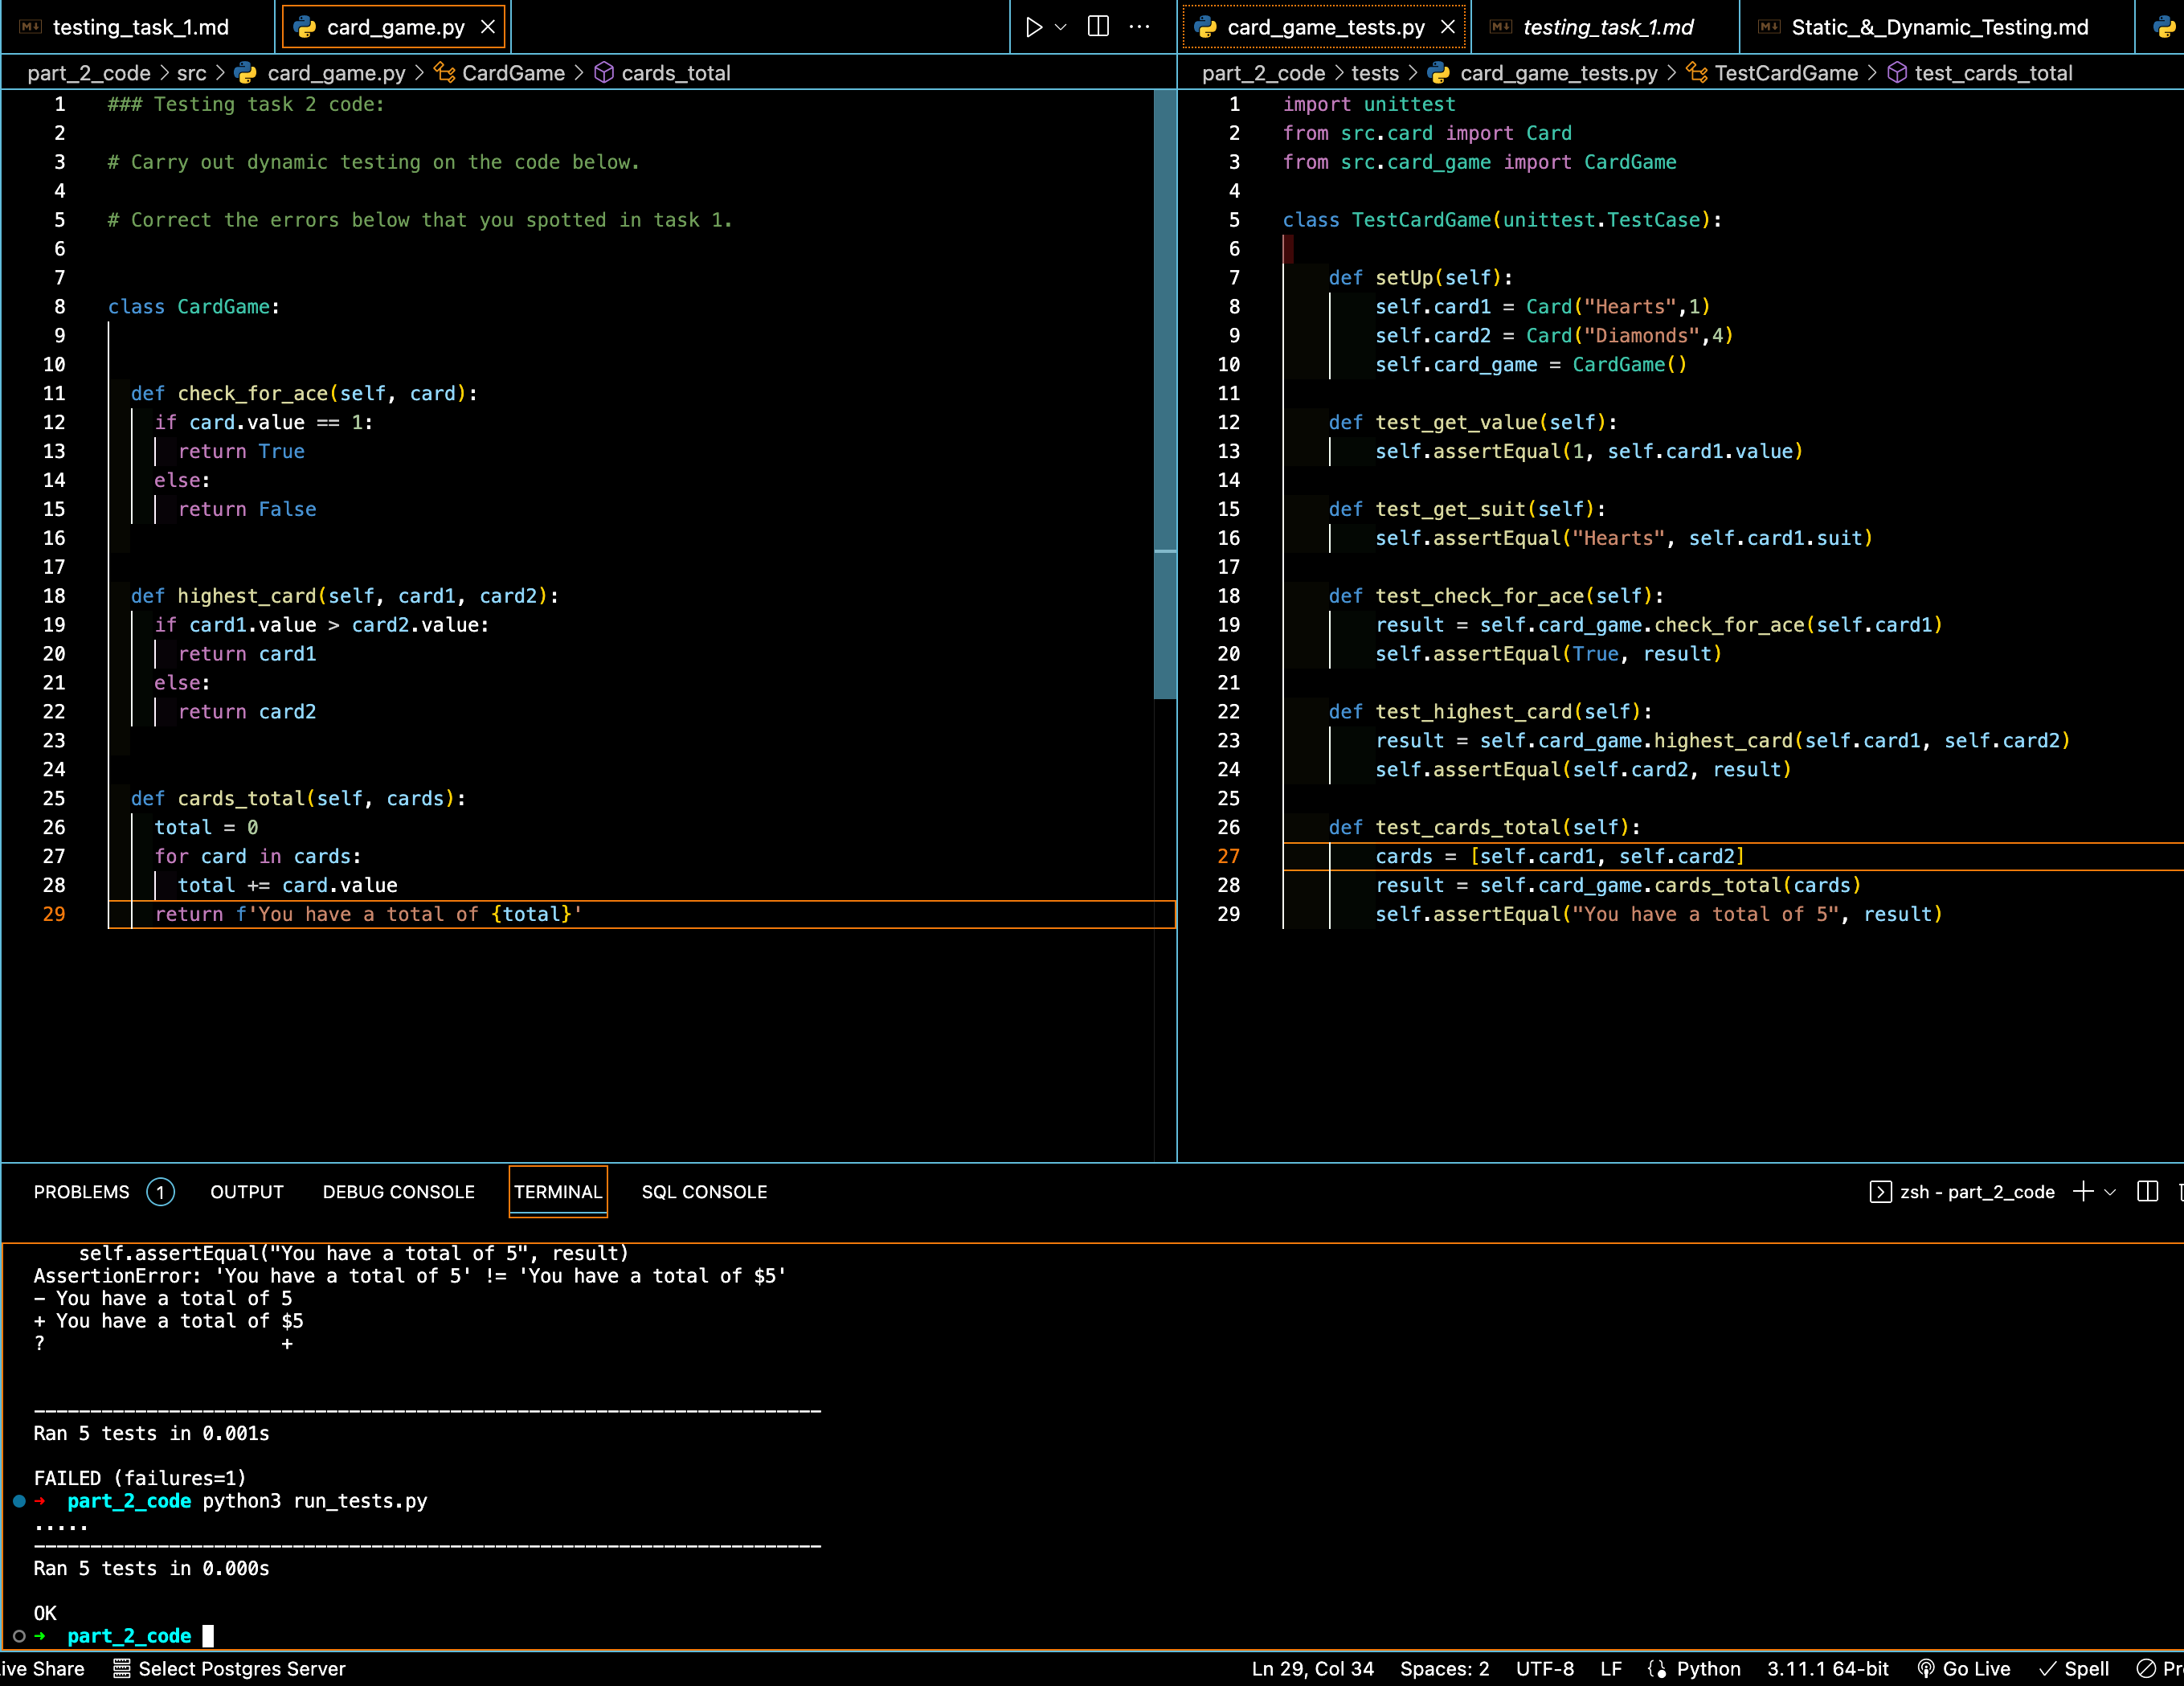 testing_task_1.md card_game.py
part_2_code > src > card_game.py > CardGame > cards_total
1 ### Testing task 2 code:
2
3 # Carry out dynamic testing on the code below.
4
5 # Correct the errors below that you spotted in task 1.
6
7
8 class CardGame:
9
10
11 def check_for_ace(self, card):
12 if card.value == 1:
13 return True
14 else:
15 return False
16
17
18 def highest_card(self, card1, card2):
19 if card1.value > card2.value:
20 return card1
21 else:
22 return card2
23
24
25 def cards_total(self, cards):
26 total = 0
27 for card in cards:
28 total += card.value
29 return f'You have a total of {total}'
card_game_tests.py testing_task_1.md Static_&_Dynamic_Testing.md
part_2_code > tests > card_game_tests.py > TestCardGame > test_cards_total
1 import unittest
2 from src.card import Card
3 from src.card_game import CardGame
4
5 class TestCardGame(unittest.TestCase):
6
7 def setUp(self):
8 self.card1 = Card("Hearts",1)
9 self.card2 = Card("Diamonds",4)
10 self.card_game = CardGame()
11
12 def test_get_value(self):
13 self.assertEqual(1, self.card1.value)
14
15 def test_get_suit(self):
16 self.assertEqual("Hearts", self.card1.suit)
17
18 def test_check_for_ace(self):
19 result = self.card_game.check_for_ace(self.card1)
20 self.assertEqual(True, result)
21
22 def test_highest_card(self):
23 result = self.card_game.highest_card(self.card1, self.card2)
24 self.assertEqual(self.card2, result)
25
26 def test_cards_total(self):
27 cards = [self.card1, self.card2]
28 result = self.card_game.cards_total(cards)
29 self.assertEqual("You have a total of 5", result)
PROBLEMS 1 OUTPUT DEBUG CONSOLE TERMINAL SQL CONSOLE zsh - part_2_code
self.assertEqual("You have a total of 5", result)
AssertionError: 'You have a total of 5' != 'You have a total of $5'
- You have a total of 5
+ You have a total of $5
? +
----------------------------------------------------------------------
Ran 5 tests in 0.001s
FAILED (failures=1)
➜ part_2_code python3 run_tests.py
.....
----------------------------------------------------------------------
Ran 5 tests in 0.000s
OK
➜ part_2_code
ive Share Select Postgres Server Ln 29, Col 34 Spaces: 2 UTF-8 LF Python 3.11.1 64-bit Go Live Spell Pr